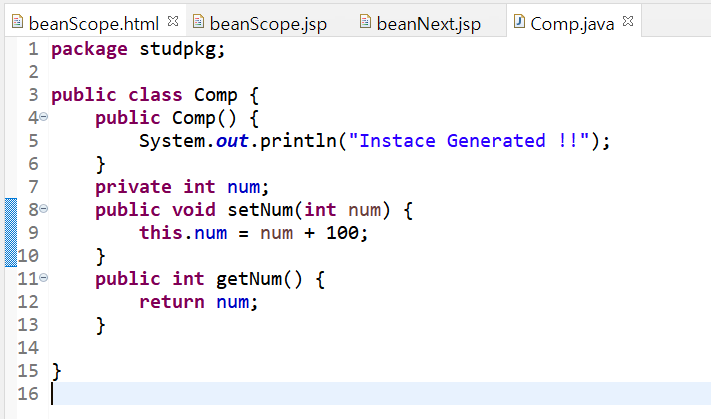 beanScope.html beanScope.jsp beanNext.jsp Comp.java
1 package studpkg;
2
3 public class Comp {
4 public Comp() {
5 System.out.println("Instace Generated !!");
6 }
7 private int num;
8 public void setNum(int num) {
9 this.num = num + 100;
10 }
11 public int getNum() {
12 return num;
13 }
14
15 }
16